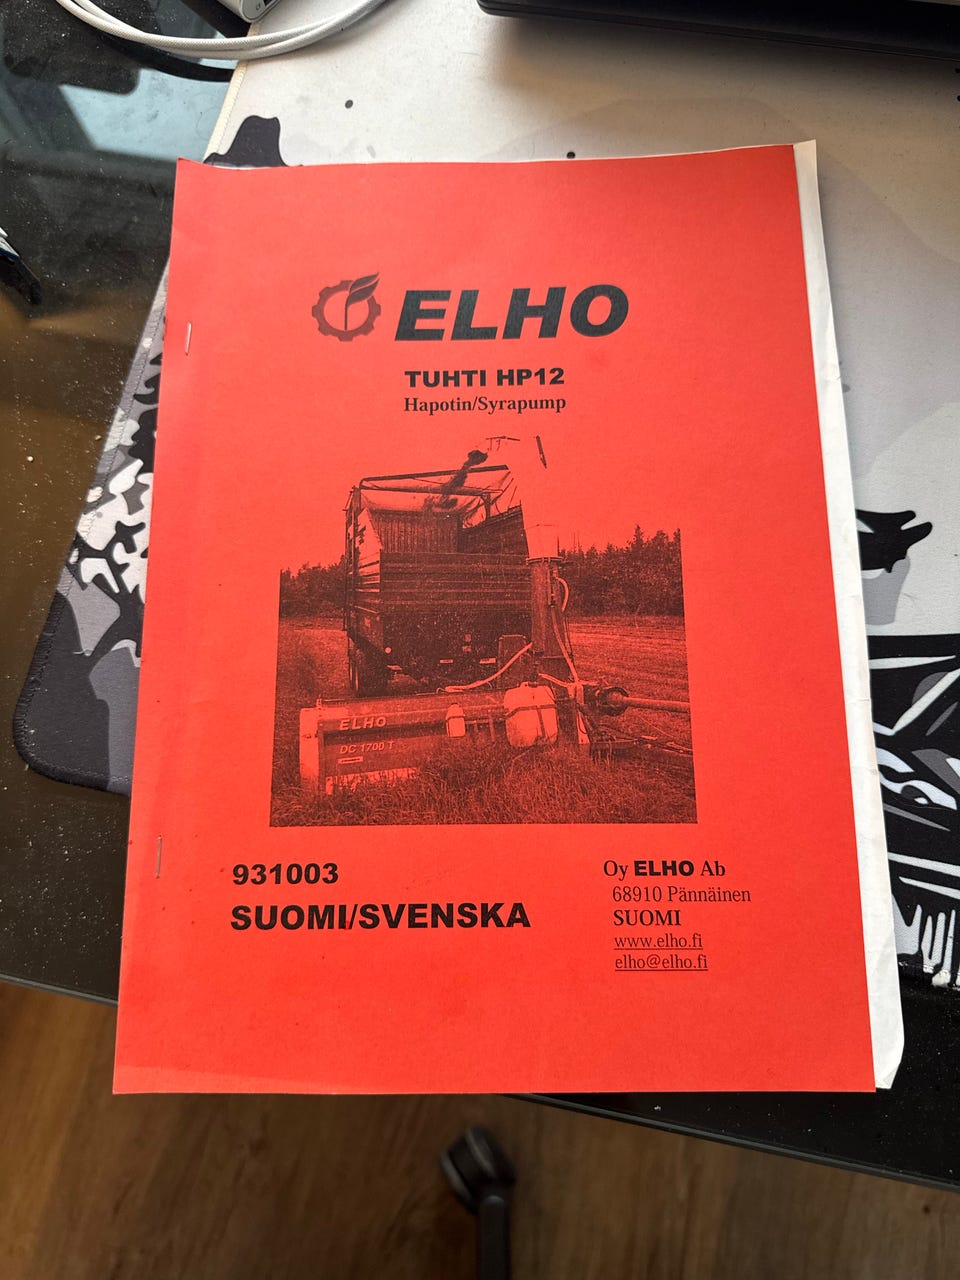 ELHO
TUHTI HP12
Hapotin/Syrapump
ELHO
DC 1700 T
931003
SUOMI/SVENSKA
Oy ELHO Ab
68910 Pännäinen
SUOMI
www.elho.fi
elho@elho.fi